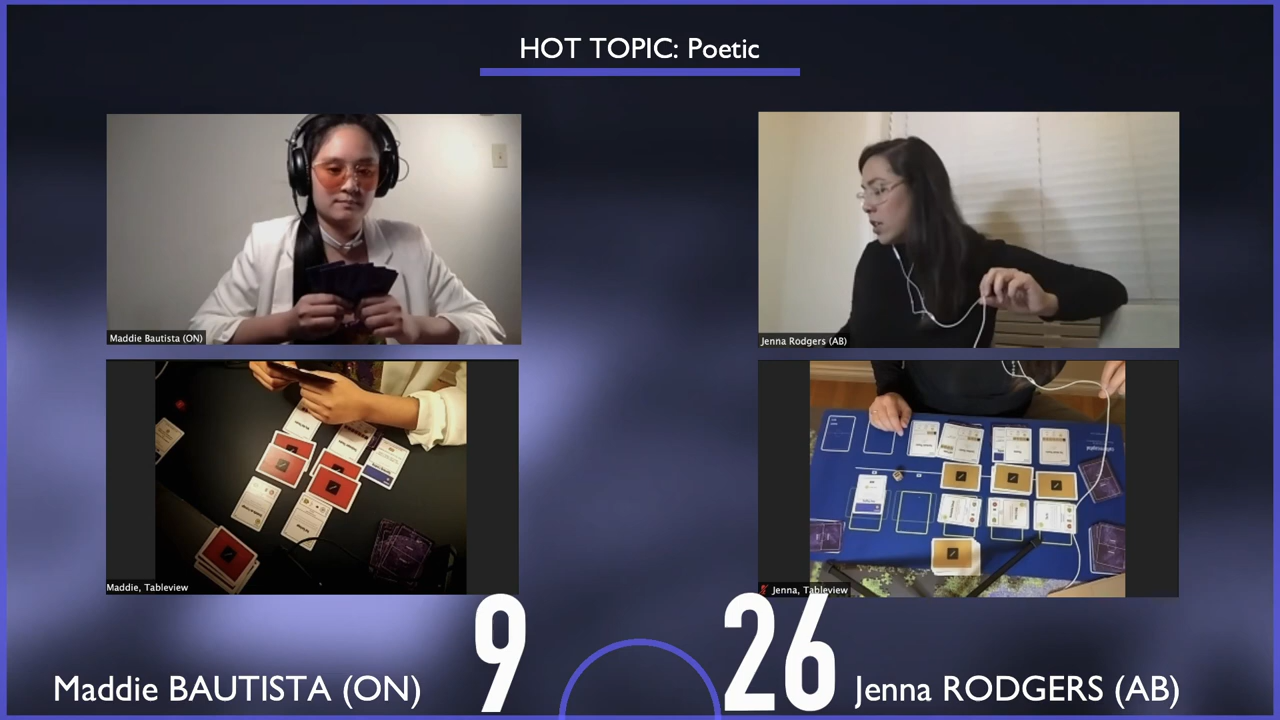 HOT TOPIC: Poetic
Maddie Bautista (ON)
Jenna Rodgers (AB)
Maddie, Tableview
Jenna, Tableview
9
26
Maddie BAUTISTA (ON)
Jenna RODGERS (AB)